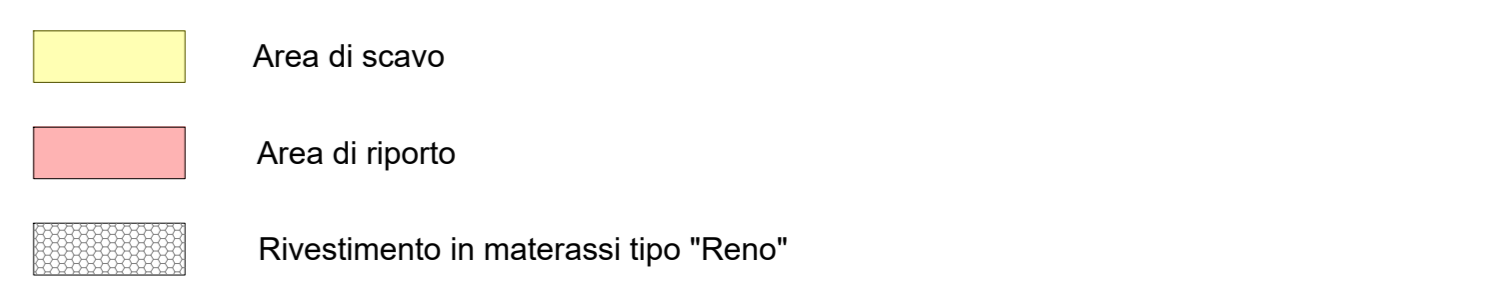 Area di scavo
Area di riporto
Rivestimento in materassi tipo "Reno"